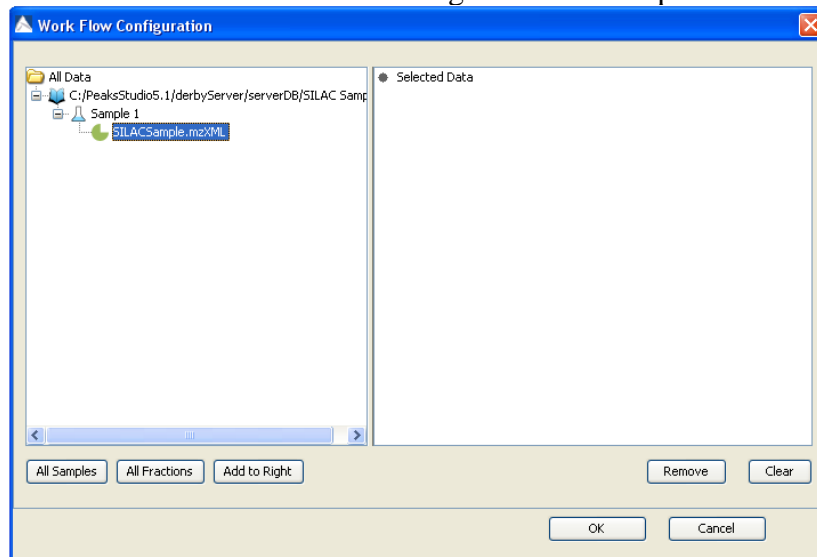 Work Flow Configuration
All Data
Selected Data
C:/PeaksStudio5.1/derbyServer/serverDB/SILAC Samp
Sample 1
SILACSample.mzXML
All Samples
All Fractions
Add to Right
Remove
Clear
OK
Cancel